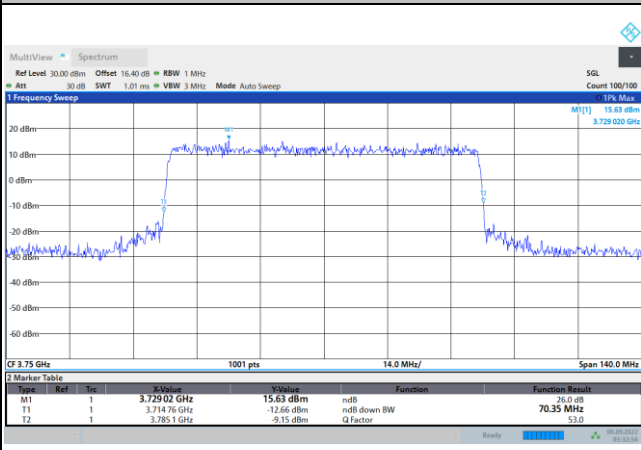 MultiView Spectrum
Ref Level 30.00 dBm Offset 16.40 dB RBW 1 MHz SGL
Att 30 dB SWT 1.01 ms VBW 3 MHz Mode Auto Sweep Count 100/100
1 Frequency Sweep 1Pk Max
M1[1] 15.63 dBm
3.729 020 GHz
20 dBm
M1
10 dBm
0 dBm
T1
T2
-10 dBm
-20 dBm
-30 dBm
-40 dBm
-50 dBm
-60 dBm
CF 3.75 GHz 1001 pts 14.0 MHz/ Span 140.0 MHz
2 Marker Table
Type Ref Trc X-Value Y-Value Function Function Result
M1 1 3.729 02 GHz 15.63 dBm ndB 26.0 dB
T1 1 3.714 76 GHz -12.66 dBm ndB down BW 70.35 MHz
T2 1 3.785 1 GHz -9.15 dBm Q Factor 53.0
Ready 06.09.2022
03:32:56